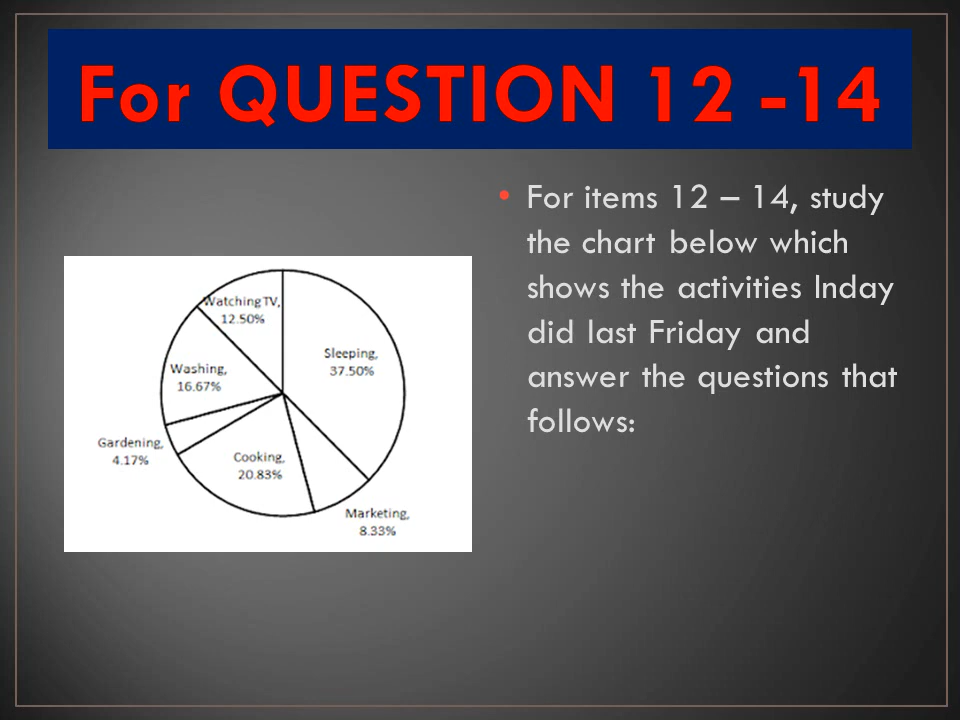 For QUESTION 12 -14
• For items 12 – 14, study
the chart below which
shows the activities Inday
did last Friday and
answer the questions that
follows:
Watching TV,
12.50%
Sleeping,
37.50%
Washing,
16.67%
Gardening,
4.17%
Cooking,
20.83%
Marketing,
8.33%